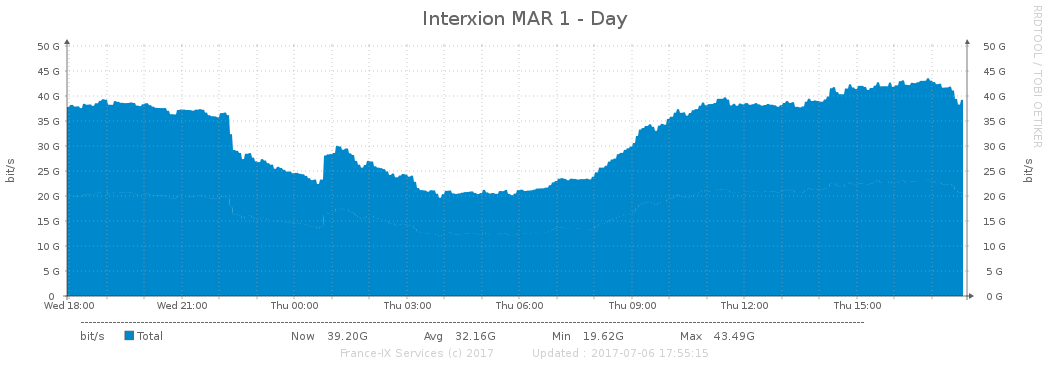 Interxion MAR 1 - Day
RRDTOOL / TOBI OETIKER
50 G 50 G
45 G 45 G
40 G 40 G
35 G 35 G
30 G 30 G
25 G 25 G
20 G 20 G
15 G 15 G
10 G 10 G
5 G 5 G
0 0 G
bit/s bit/s
Wed 18:00 Wed 21:00 Thu 00:00 Thu 03:00 Thu 06:00 Thu 09:00 Thu 12:00 Thu 15:00
bit/s Total Now 39.20G Avg 32.16G Min 19.62G Max 43.49G
France-IX Services (c) 2017 Updated : 2017-07-06 17:55:15